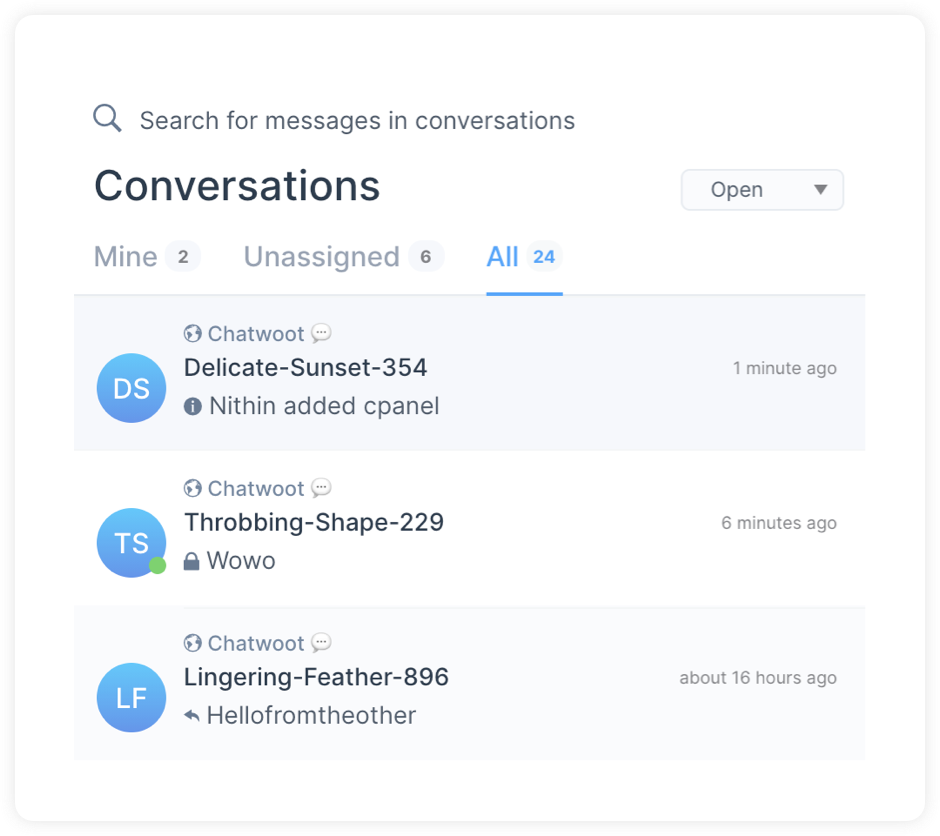 Search for messages in conversations
Conversations
Open
Mine 2 Unassigned 6 All 24
Chatwoot
DS
Delicate-Sunset-354
1 minute ago
Nithin added cpanel
Chatwoot
TS
Throbbing-Shape-229
6 minutes ago
Wowo
Chatwoot
LF
Lingering-Feather-896
about 16 hours ago
Hellofromtheother